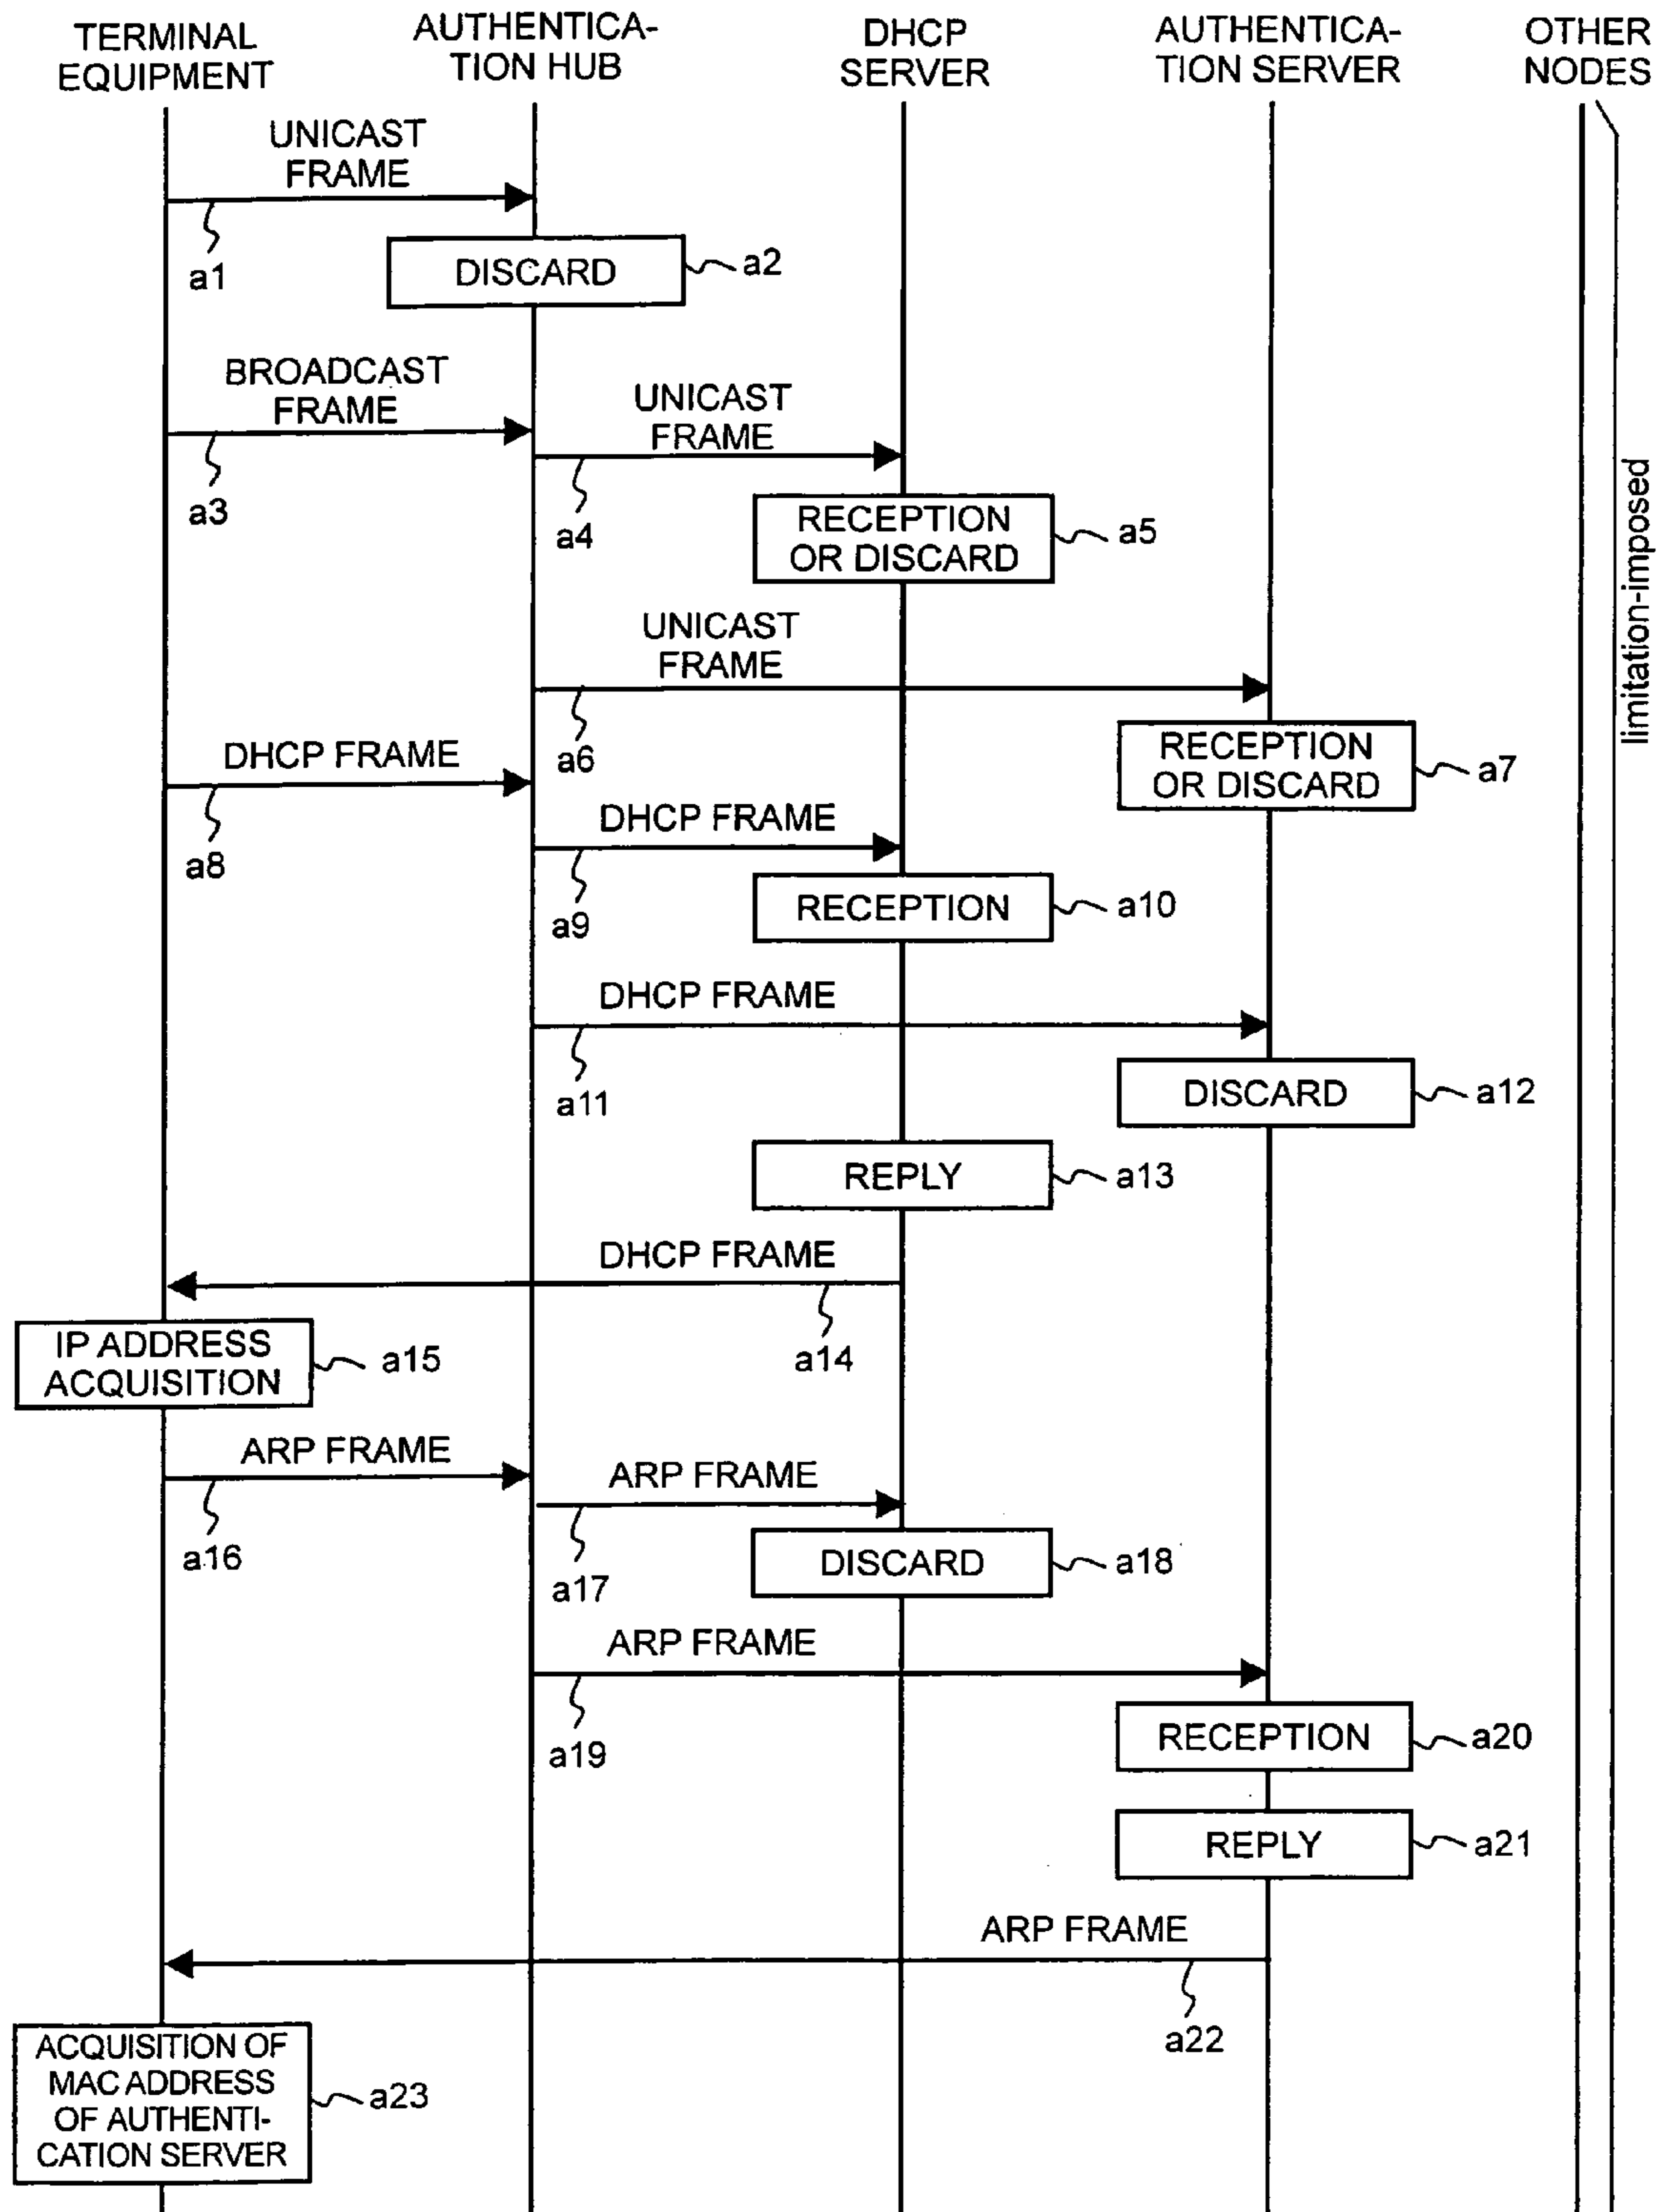 TERMINAL
EQUIPMENT
AUTHENTICA-
TION HUB
DHCP
SERVER
AUTHENTICA-
TION SERVER
OTHER
NODES
UNICAST
FRAME
a1
DISCARD
a2
BROADCAST
FRAME
a3
UNICAST
FRAME
a4
RECEPTION
OR DISCARD
a5
limitation-imposed
UNICAST
FRAME
a6
RECEPTION
OR DISCARD
a7
DHCP FRAME
a8
DHCP FRAME
a9
RECEPTION
a10
DHCP FRAME
a11
DISCARD
a12
REPLY
a13
DHCP FRAME
a14
IP ADDRESS
ACQUISITION
a15
ARP FRAME
a16
ARP FRAME
a17
DISCARD
a18
ARP FRAME
a19
RECEPTION
a20
REPLY
a21
ARP FRAME
a22
ACQUISITION OF
MAC ADDRESS
OF AUTHENTI-
CATION SERVER
a23